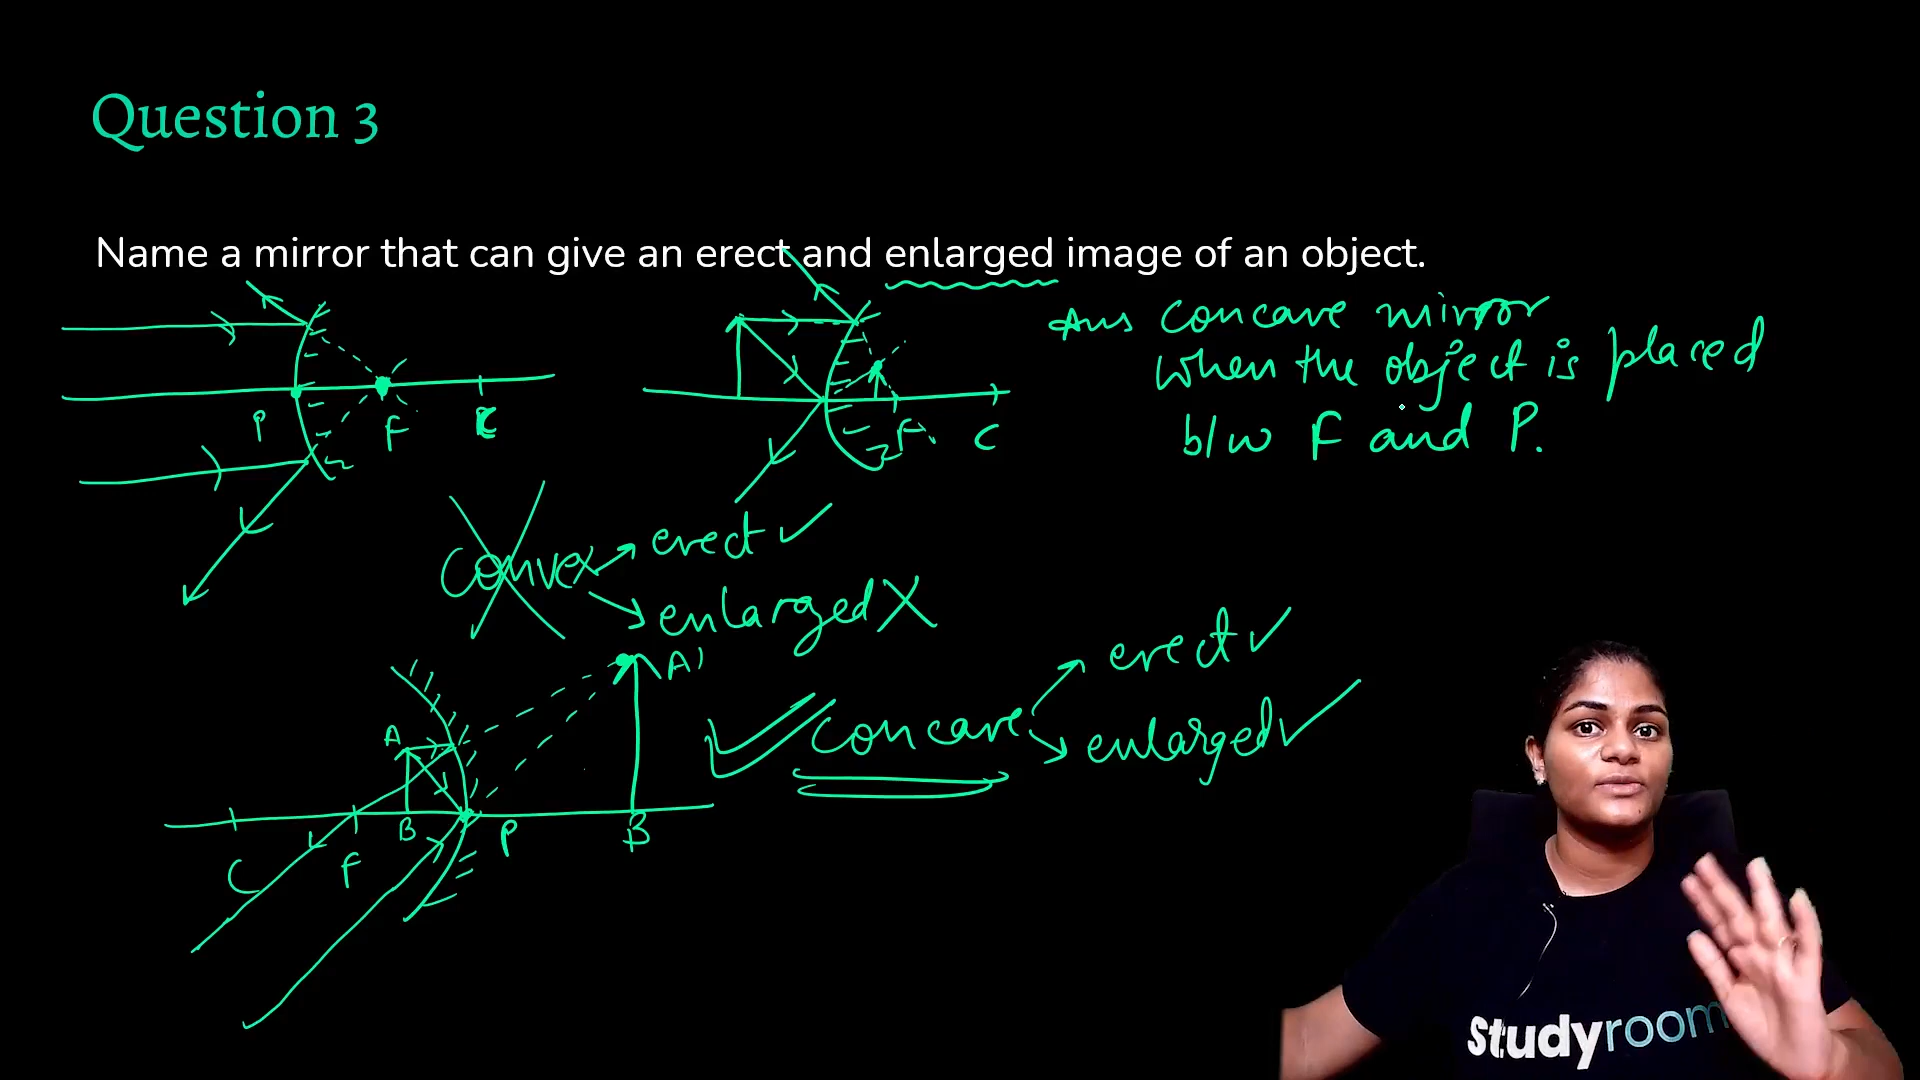 Question 3
Name a mirror that can give an erect and enlarged image of an object.
Ans Concave mirror
when the object is placed
b/w F and P.
P F C
F C
Convex
erect ✓
enlarged X
Concave
erect ✓
enlarged ✓
A A'
C F B P B
Studyroom